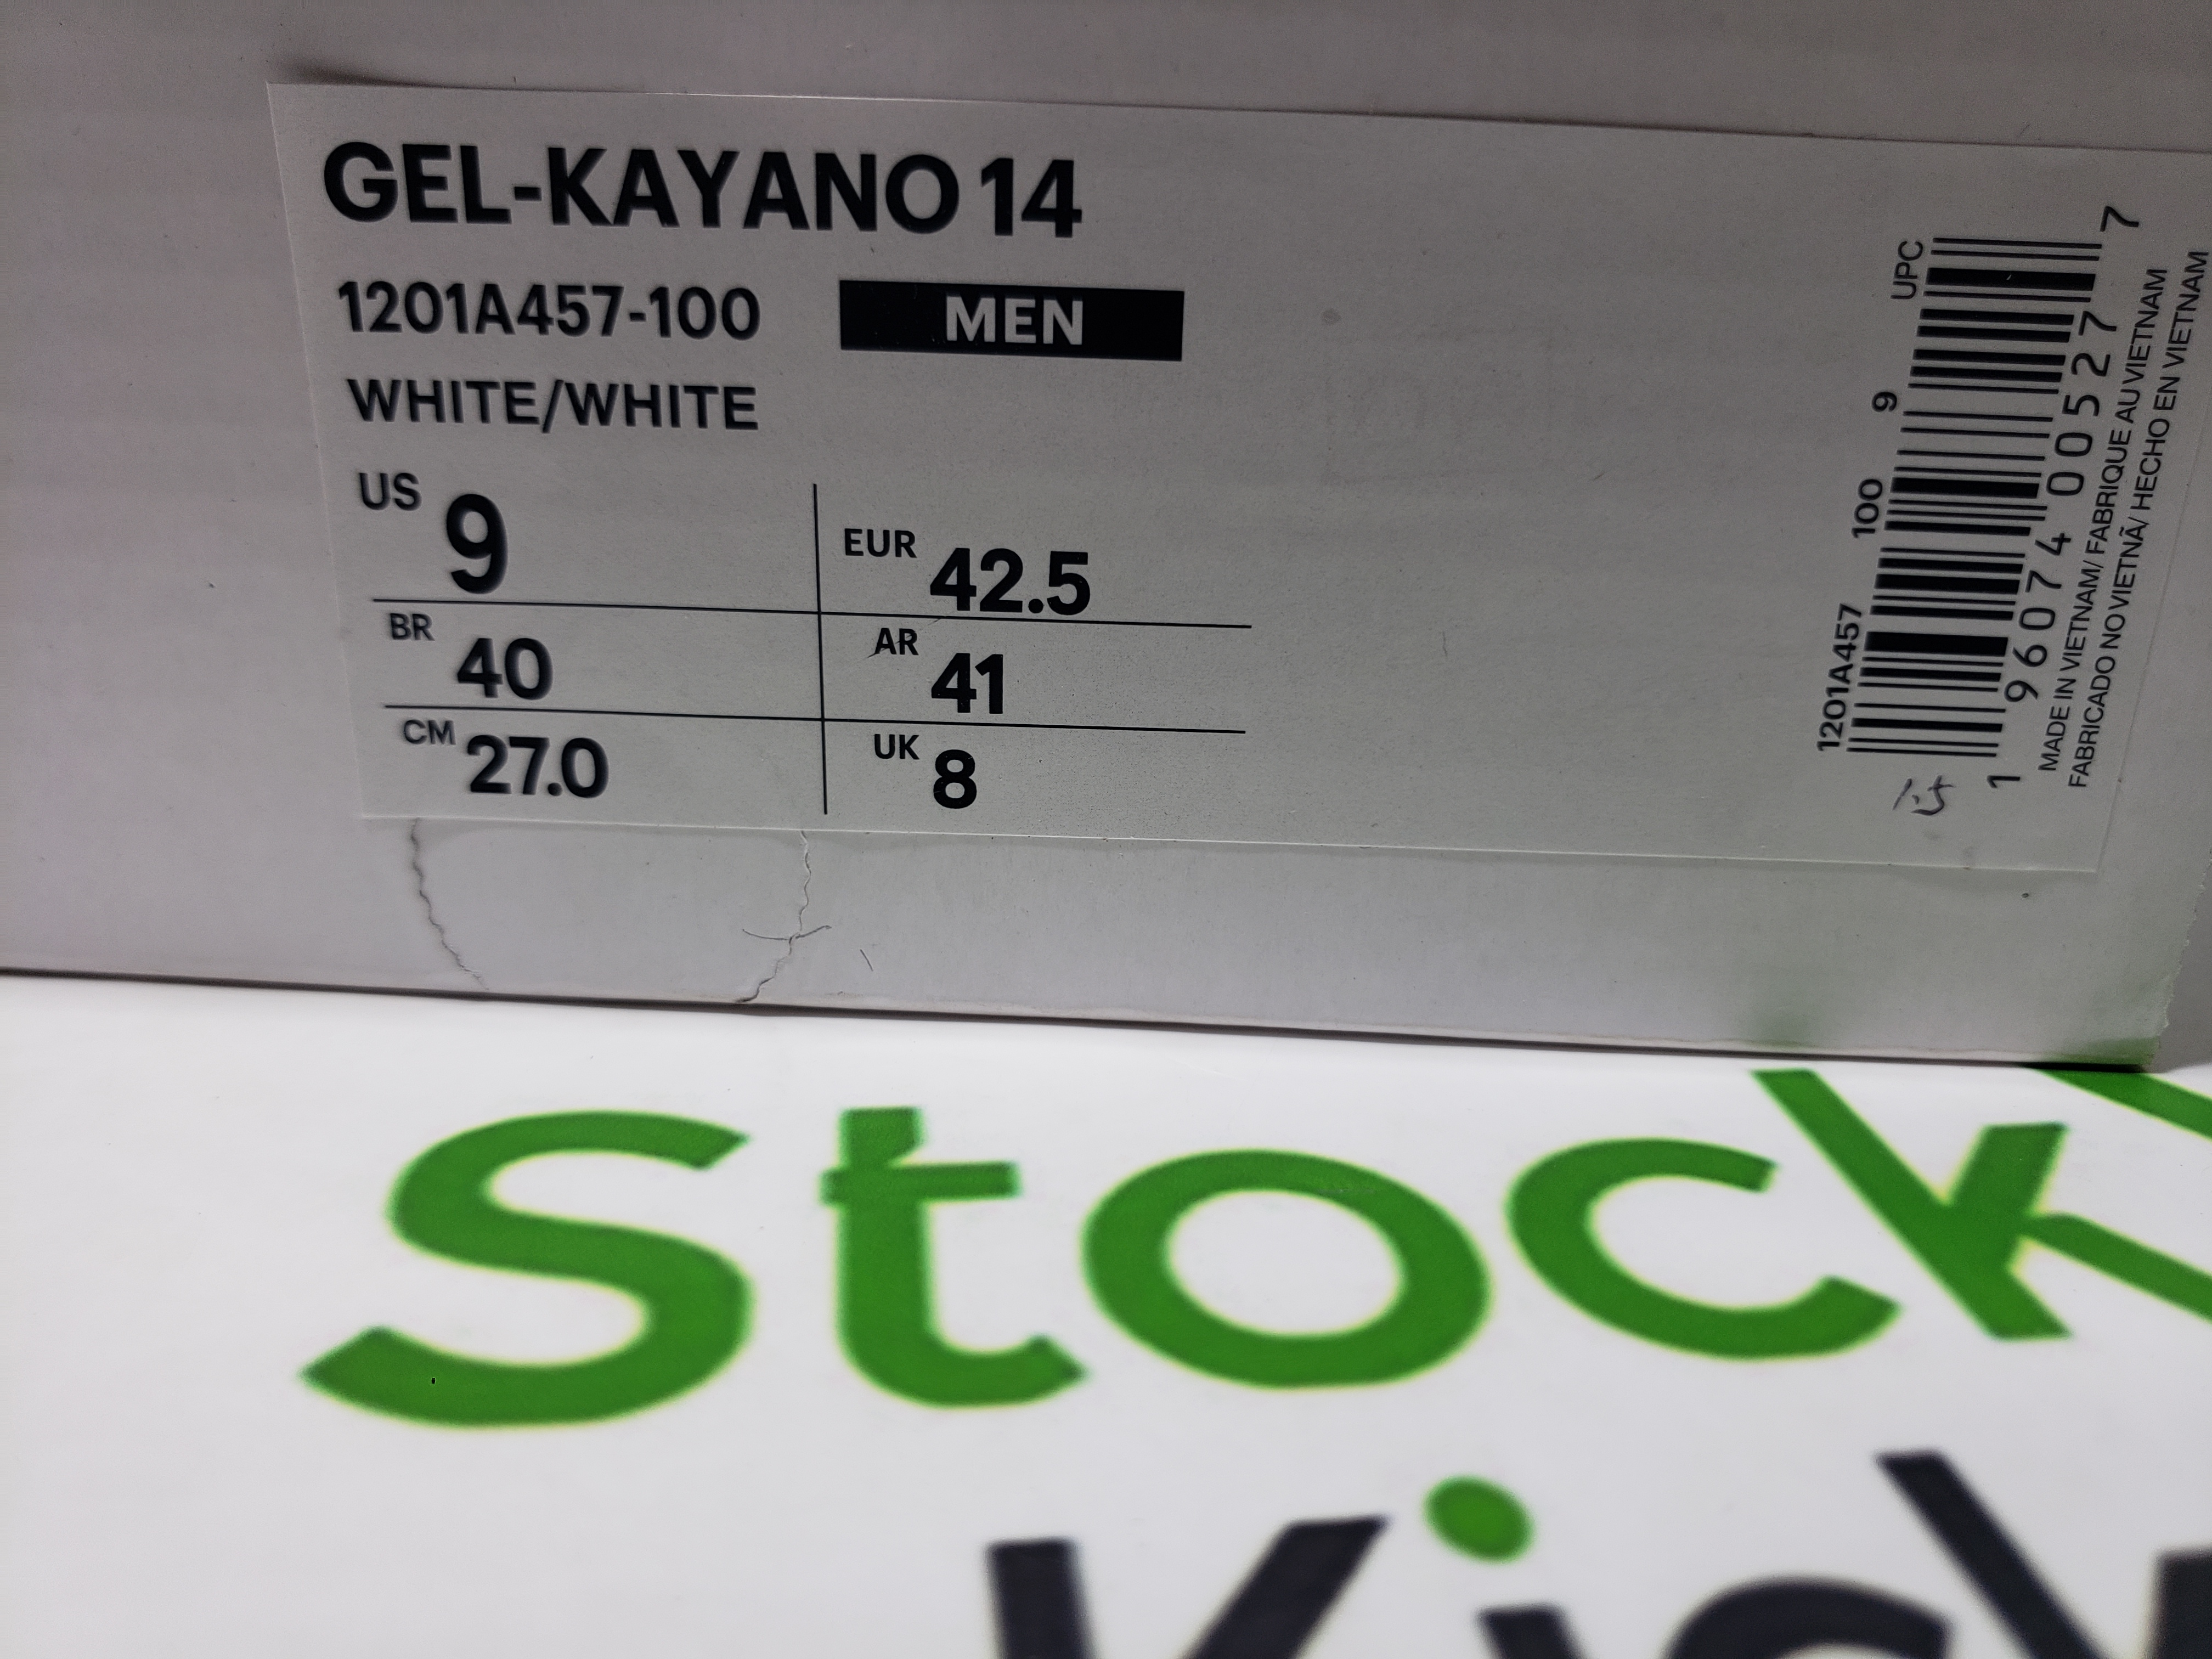 GEL-KAYANO 14
1201A457-100 MEN
WHITE/WHITE
US 9 EUR 42.5
BR 40 AR 41
CM 27.0 UK 8
1201A457 100 9 UPC
1 96074 00527 7
MADE IN VIETNAM/ FABRIQUE AU VIETNAM
FABRICADO NO VIETNÃ/ HECHO EN VIETNAM
Stock